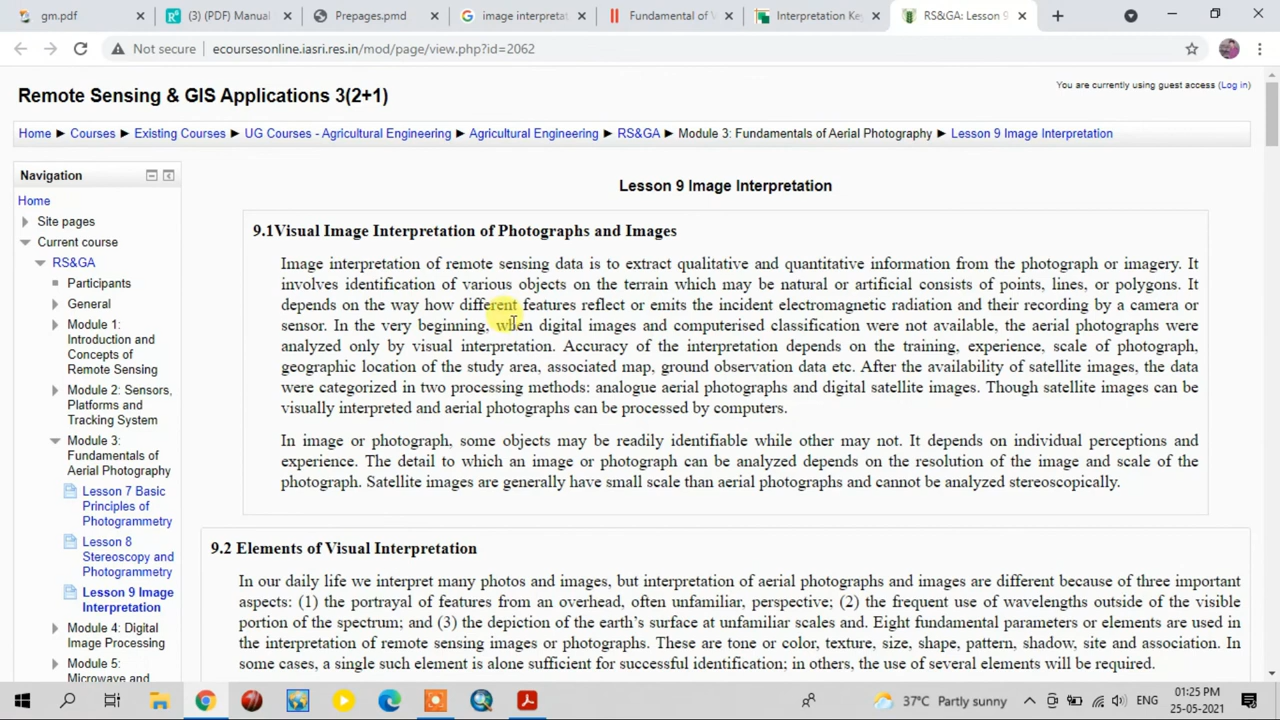 gm.pdf
(3) (PDF) Manual
Prepages.pmd
image interpretat
Fundamental of V
Interpretation Key
RS&GA: Lesson 9
Not secure
ecoursesonline.iasri.res.in/mod/page/view.php?id=2062
Remote Sensing & GIS Applications 3(2+1)
You are currently using guest access (Log in)
Home ► Courses ► Existing Courses ► UG Courses - Agricultural Engineering ► Agricultural Engineering ► RS&GA ► Module 3: Fundamentals of Aerial Photography ► Lesson 9 Image Interpretation
Navigation
Home
Site pages
Current course
RS&GA
Participants
General
Module 1:
Introduction and
Concepts of
Remote Sensing
Module 2: Sensors,
Platforms and
Tracking System
Module 3:
Fundamentals of
Aerial Photography
Lesson 7 Basic
Principles of
Photogrammetry
Lesson 8
Stereoscopy and
Photogrammetry
Lesson 9 Image
Interpretation
Module 4: Digital
Image Processing
Module 5:
Microwave and
Lesson 9 Image Interpretation
9.1Visual Image Interpretation of Photographs and Images
Image interpretation of remote sensing data is to extract qualitative and quantitative information from the photograph or imagery. It
involves identification of various objects on the terrain which may be natural or artificial consists of points, lines, or polygons. It
depends on the way how different features reflect or emits the incident electromagnetic radiation and their recording by a camera or
sensor. In the very beginning, when digital images and computerised classification were not available, the aerial photographs were
analyzed only by visual interpretation. Accuracy of the interpretation depends on the training, experience, scale of photograph,
geographic location of the study area, associated map, ground observation data etc. After the availability of satellite images, the data
were categorized in two processing methods: analogue aerial photographs and digital satellite images. Though satellite images can be
visually interpreted and aerial photographs can be processed by computers.
In image or photograph, some objects may be readily identifiable while other may not. It depends on individual perceptions and
experience. The detail to which an image or photograph can be analyzed depends on the resolution of the image and scale of the
photograph. Satellite images are generally have small scale than aerial photographs and cannot be analyzed stereoscopically.
9.2 Elements of Visual Interpretation
In our daily life we interpret many photos and images, but interpretation of aerial photographs and images are different because of three important
aspects: (1) the portrayal of features from an overhead, often unfamiliar, perspective; (2) the frequent use of wavelengths outside of the visible
portion of the spectrum; and (3) the depiction of the earth's surface at unfamiliar scales and. Eight fundamental parameters or elements are used in
the interpretation of remote sensing images or photographs. These are tone or color, texture, size, shape, pattern, shadow, site and association. In
some cases, a single such element is alone sufficient for successful identification; in others, the use of several elements will be required.
37°C Partly sunny
ENG
01:25 PM
25-05-2021